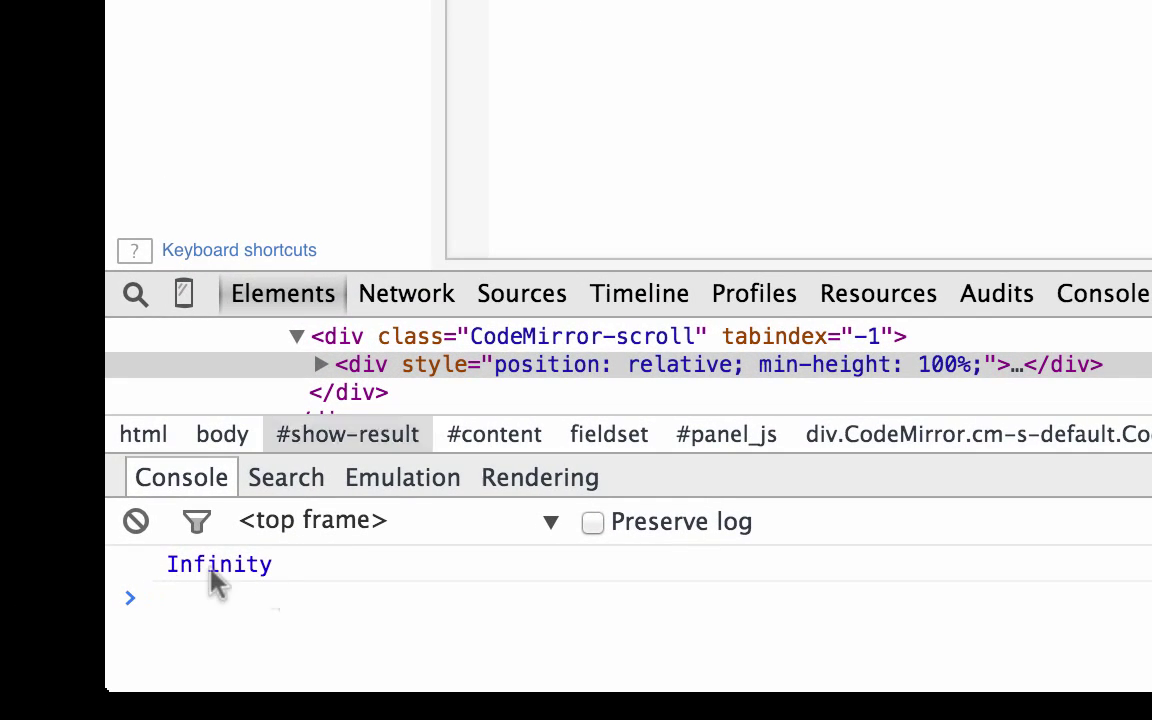 ? Keyboard shortcuts
Elements Network Sources Timeline Profiles Resources Audits Console
<div class="CodeMirror-scroll" tabindex="-1">
<div style="position: relative; min-height: 100%;">…</div>
</div>
html body #show-result #content fieldset #panel_js div.CodeMirror.cm-s-default.Co
Console Search Emulation Rendering
<top frame> Preserve log
Infinity
>